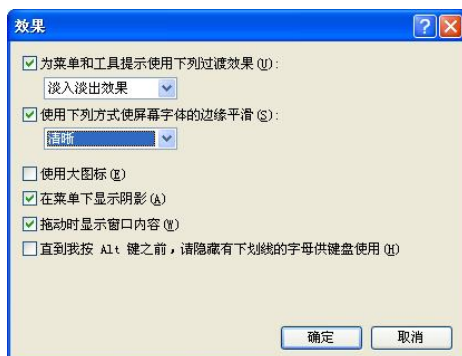 效果
为菜单和工具提示使用下列过渡效果(U):
淡入淡出效果
使用下列方式使屏幕字体的边缘平滑(S):
清晰
使用大图标(E)
在菜单下显示阴影(A)
拖动时显示窗口内容(W)
直到我按 Alt 键之前，请隐藏有下划线的字母供键盘使用(H)
确定 取消